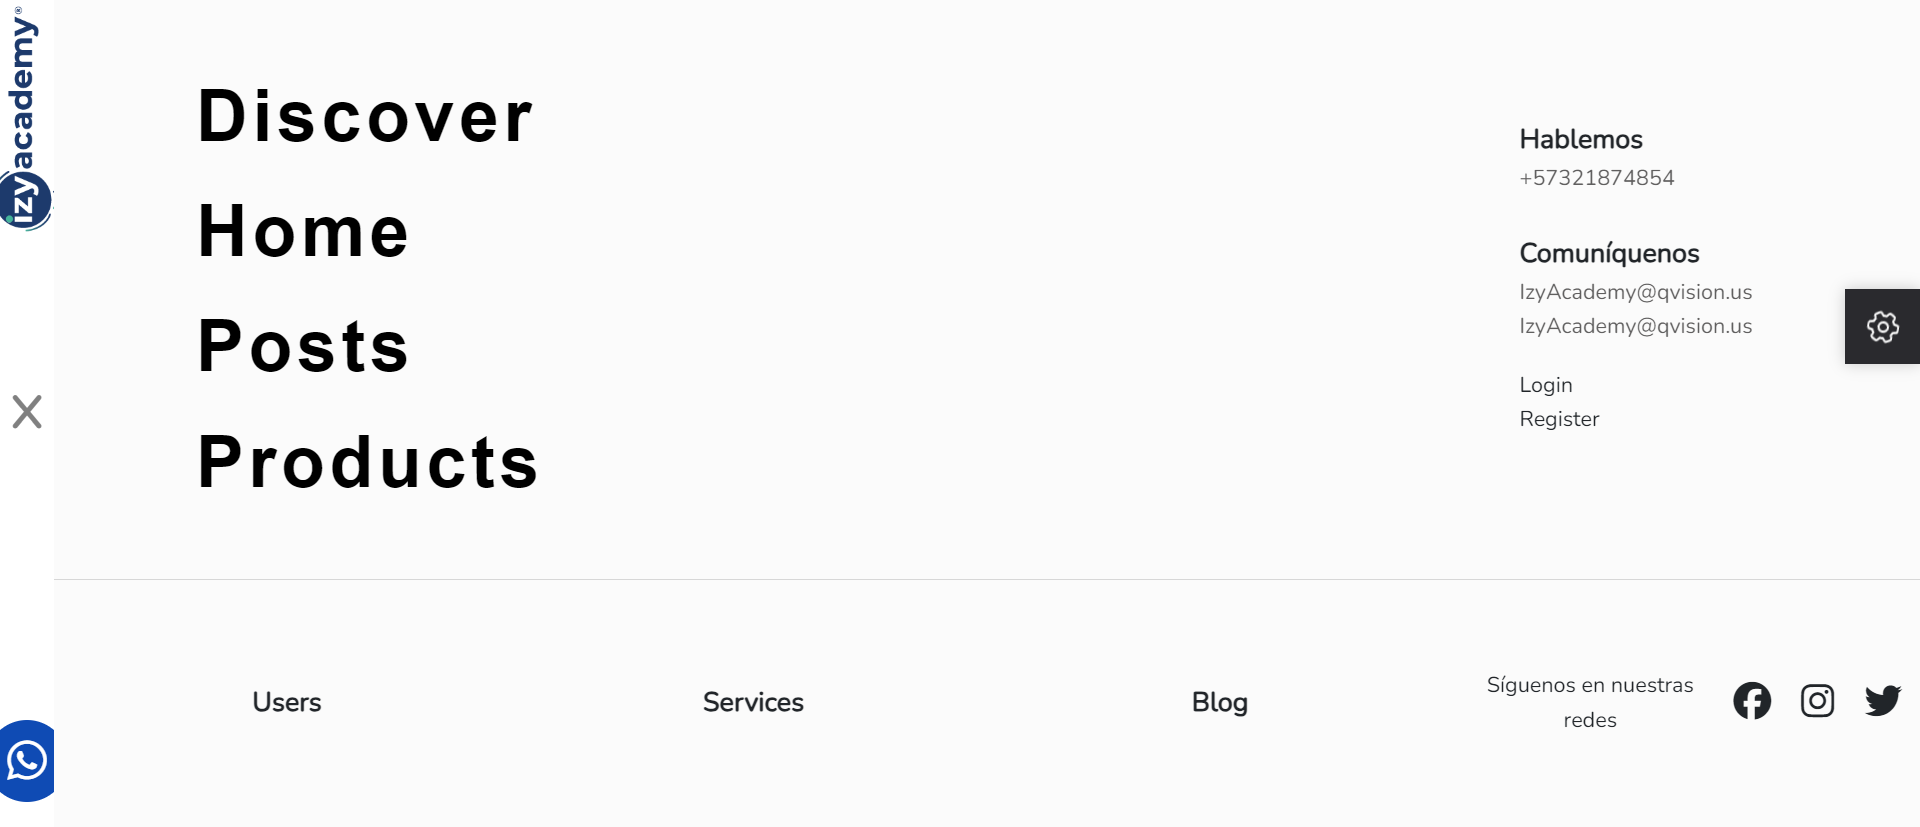 izyacademy®
Discover
Home
Posts
Products
Hablemos
+57321874854
Comuníquenos
IzyAcademy@qvision.us
IzyAcademy@qvision.us
Login
Register
Users
Services
Blog
Síguenos en nuestras
redes